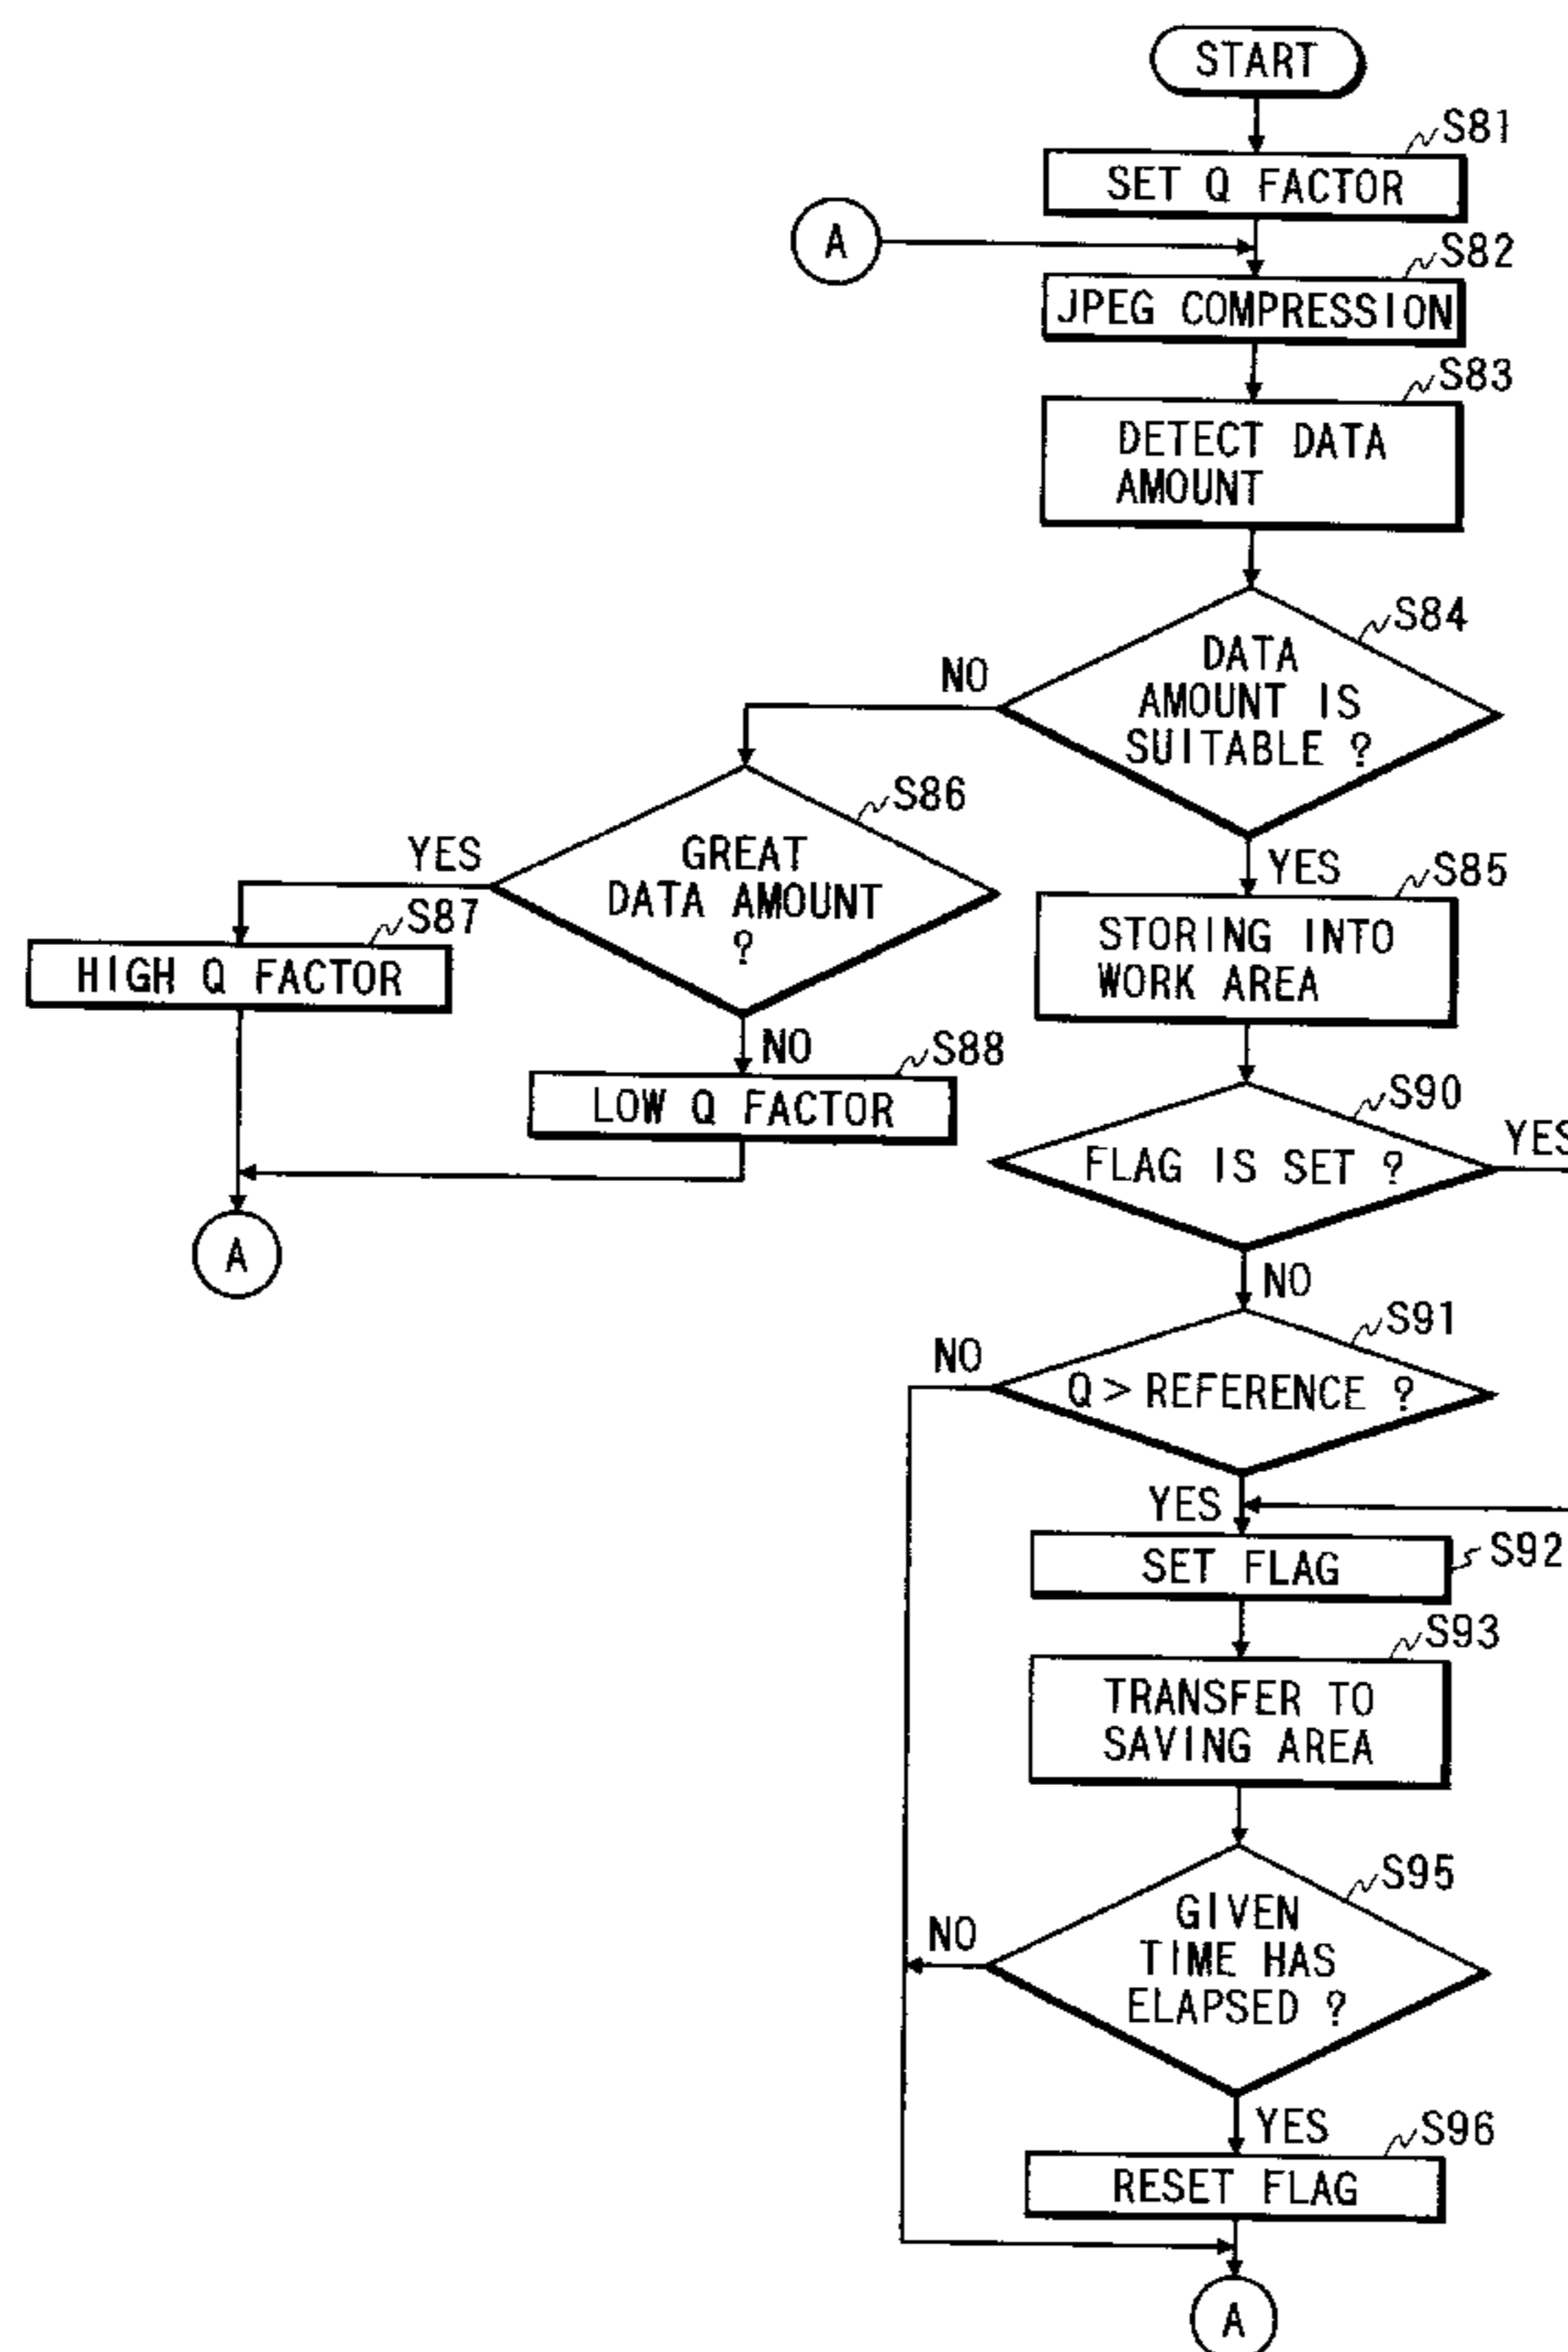 START
S81
SET Q FACTOR
A
S82
JPEG COMPRESSION
S83
DETECT DATA
AMOUNT
S84
DATA
AMOUNT IS
SUITABLE ?
NO
S86
GREAT
DATA AMOUNT
?
YES
S87
HIGH Q FACTOR
NO
S88
LOW Q FACTOR
A
YES
S85
STORING INTO
WORK AREA
S90
FLAG IS SET ?
YES
NO
S91
Q > REFERENCE ?
NO
YES
S92
SET FLAG
S93
TRANSFER TO
SAVING AREA
S95
GIVEN
TIME HAS
ELAPSED ?
NO
YES
S96
RESET FLAG
A